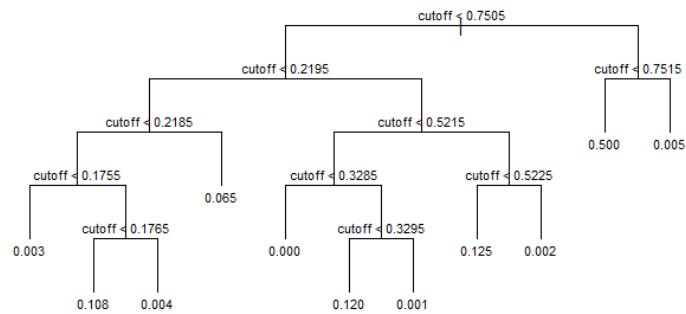 cutoff < 0.7505
cutoff < 0.2195
cutoff < 0.7515
cutoff < 0.2185
cutoff < 0.5215
0.500
0.005
cutoff < 0.1755
0.065
cutoff < 0.3285
cutoff < 0.5225
0.003
cutoff < 0.1765
0.000
cutoff < 0.3295
0.125
0.002
0.108
0.004
0.120
0.001